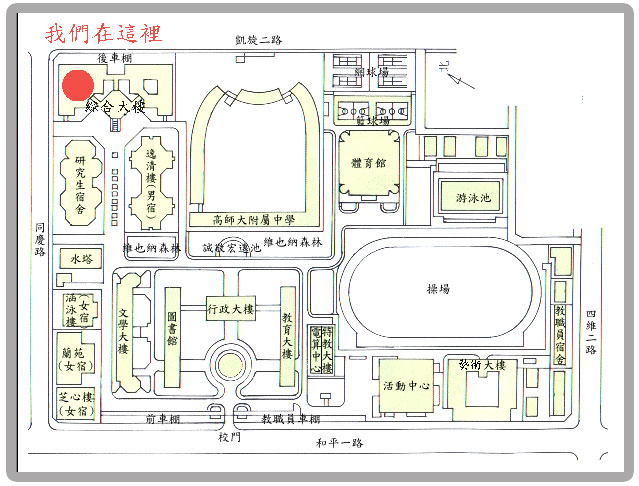 我們在這裡
凱旋二路
後車棚
網球場
北
綜合大樓
籃球場
研究生宿舍
逸清樓(男宿)
體育館
游泳池
高師大附屬中學
同慶路
維也納森林
誠敬宏遠池
維也納森林
水塔
操場
涵泳樓(女宿)
文學大樓
圖書館
行政大樓
教育大樓
電算中心
特教大樓
教職員宿舍
四維二路
蘭苑
(女宿)
藝術大樓
活動中心
芝心樓
(女宿)
前車棚
教職員車棚
校門
和平一路